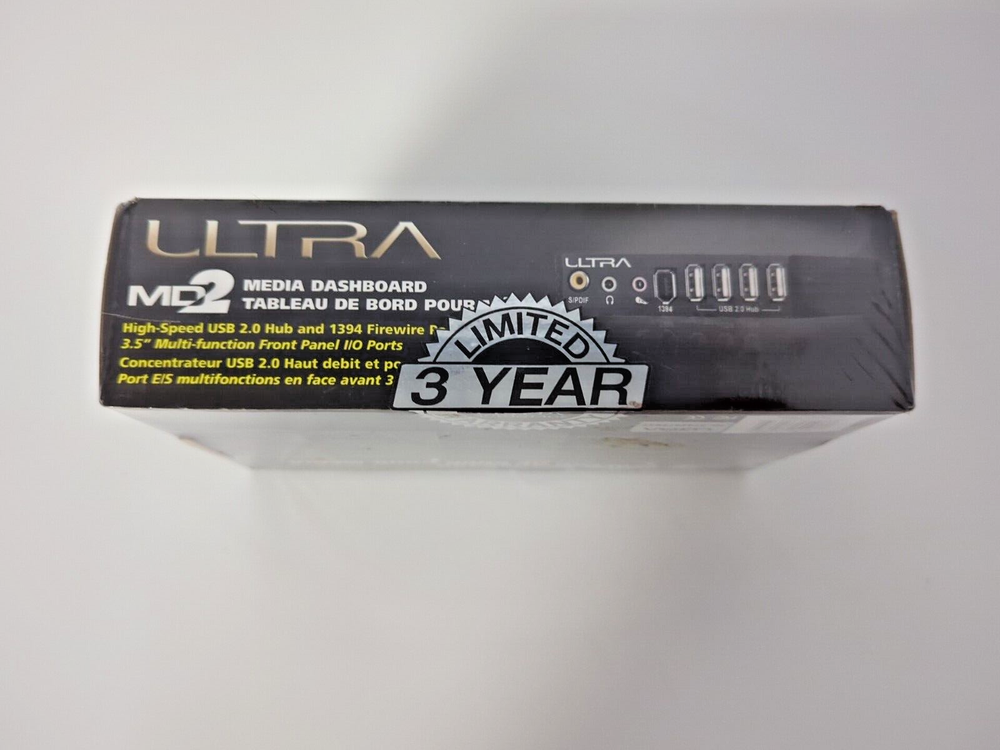 ULTRA
MD2 MEDIA DASHBOARD
TABLEAU DE BORD POUR
High-Speed USB 2.0 Hub and 1394 Firewire
3.5" Multi-function Front Panel I/O Ports
Concentrateur USB 2.0 Haut debit et
Port E/S multifonctions en face avant 3
LIMITED
3 YEAR
ULTRA
S/PDIF
1394
USB 2.0 Hub